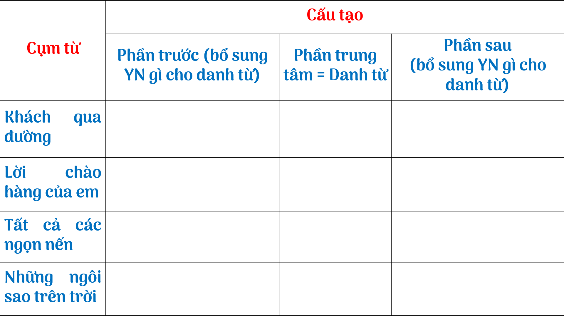 Cụm từ
Cấu tạo
Phần trước (bổ sung
YN gì cho danh từ)
Phần trung
tâm = Danh từ
Phần sau
(bổ sung YN gì cho
danh từ)
Khách qua
đường
Lời chào
hàng của em
Tất cả các
ngọn nến
Những ngôi
sao trên trời